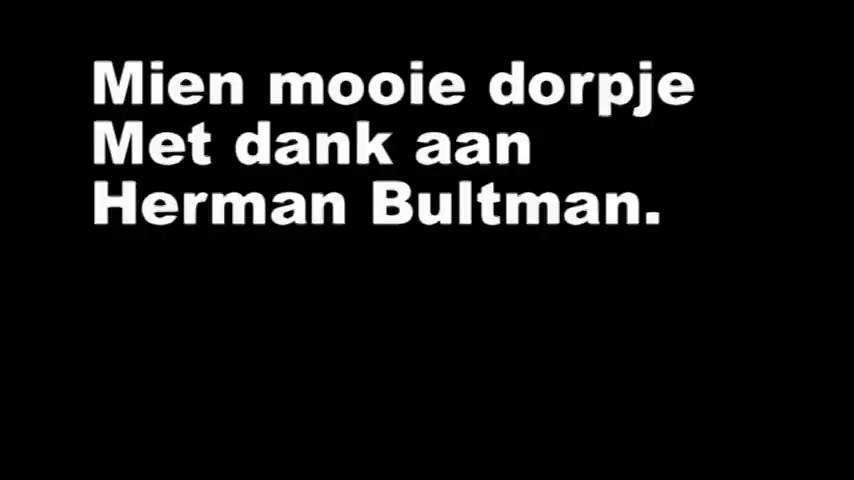 Mien mooie dorpje
Met dank aan
Herman Bultman.